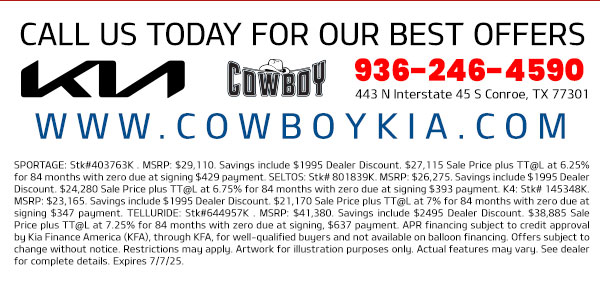 CALL US TODAY FOR OUR BEST OFFERS
KIA COWBOY 936-246-4590
443 N Interstate 45 S Conroe, TX 77301
WWW.COWBOYKIA.COM
SPORTAGE: Stk#403763K . MSRP: $29,110. Savings include $1995 Dealer Discount. $27,115 Sale Price plus TT@L at 6.25%
for 84 months with zero due at signing $429 payment. SELTOS: Stk# 801839K. MSRP: $26,275. Savings include $1995 Dealer
Discount. $24,280 Sale Price plus TT@L at 6.75% for 84 months with zero due at signing $393 payment. K4: Stk# 145348K.
MSRP: $23,165. Savings include $1995 Dealer Discount. $21,170 Sale Price plus TT@L at 7% for 84 months with zero due at
signing $347 payment. TELLURIDE: Stk#644957K . MSRP: $41,380. Savings include $2495 Dealer Discount. $38,885 Sale
Price plus TT@L at 7.25% for 84 months with zero due at signing, $637 payment. APR financing subject to credit approval
by Kia Finance America (KFA), through KFA, for well-qualified buyers and not available on balloon financing. Offers subject to
change without notice. Restrictions may apply. Artwork for illustration purposes only. Actual features may vary. See dealer
for complete details. Expires 7/7/25.